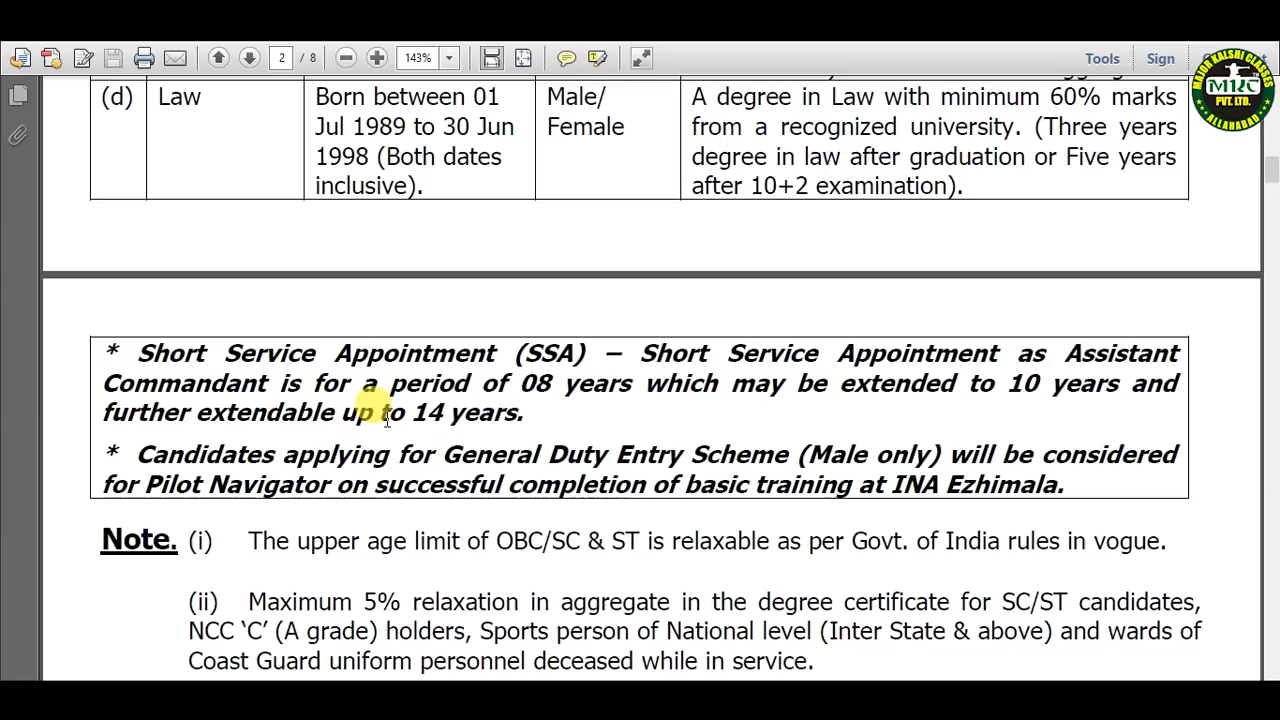 2 / 8
143%
Tools
Sign
MAJOR KALSHI CLASSES
MKC
PVT. LTD.
ALLAHABAD
(d)
Law
Born between 01
Jul 1989 to 30 Jun
1998 (Both dates
inclusive).
Male/
Female
A degree in Law with minimum 60% marks
from a recognized university. (Three years
degree in law after graduation or Five years
after 10+2 examination).
* Short Service Appointment (SSA) – Short Service Appointment as Assistant
Commandant is for a period of 08 years which may be extended to 10 years and
further extendable up to 14 years.
* Candidates applying for General Duty Entry Scheme (Male only) will be considered
for Pilot Navigator on successful completion of basic training at INA Ezhimala.
Note. (i) The upper age limit of OBC/SC & ST is relaxable as per Govt. of India rules in vogue.
(ii) Maximum 5% relaxation in aggregate in the degree certificate for SC/ST candidates,
NCC ‘C’ (A grade) holders, Sports person of National level (Inter State & above) and wards of
Coast Guard uniform personnel deceased while in service.